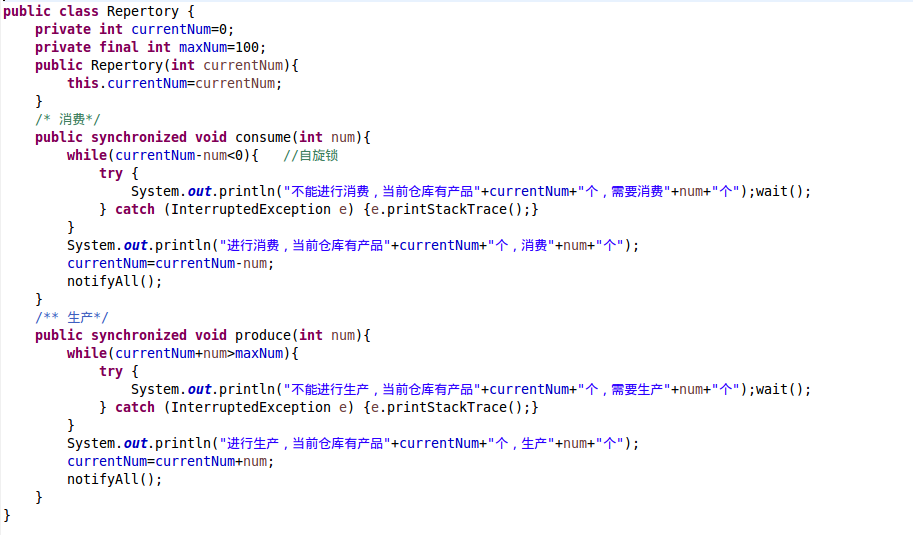 public class Repertory {
    private int currentNum=0;
    private final int maxNum=100;
    public Repertory(int currentNum){
        this.currentNum=currentNum;
    }
    /* 消费*/
    public synchronized void consume(int num){
        while(currentNum-num<0){   //自旋锁
            try {
                System.out.println("不能进行消费，当前仓库有产品"+currentNum+"个，需要消费"+num+"个");wait();
            } catch (InterruptedException e) {e.printStackTrace();}
        }
        System.out.println("进行消费，当前仓库有产品"+currentNum+"个，消费"+num+"个");
        currentNum=currentNum-num;
        notifyAll();
    }
    /** 生产*/
    public synchronized void produce(int num){
        while(currentNum+num>maxNum){
            try {
                System.out.println("不能进行生产，当前仓库有产品"+currentNum+"个，需要生产"+num+"个");wait();
            } catch (InterruptedException e) {e.printStackTrace();}
        }
        System.out.println("进行生产，当前仓库有产品"+currentNum+"个，生产"+num+"个");
        currentNum=currentNum+num;
        notifyAll();
    }
}